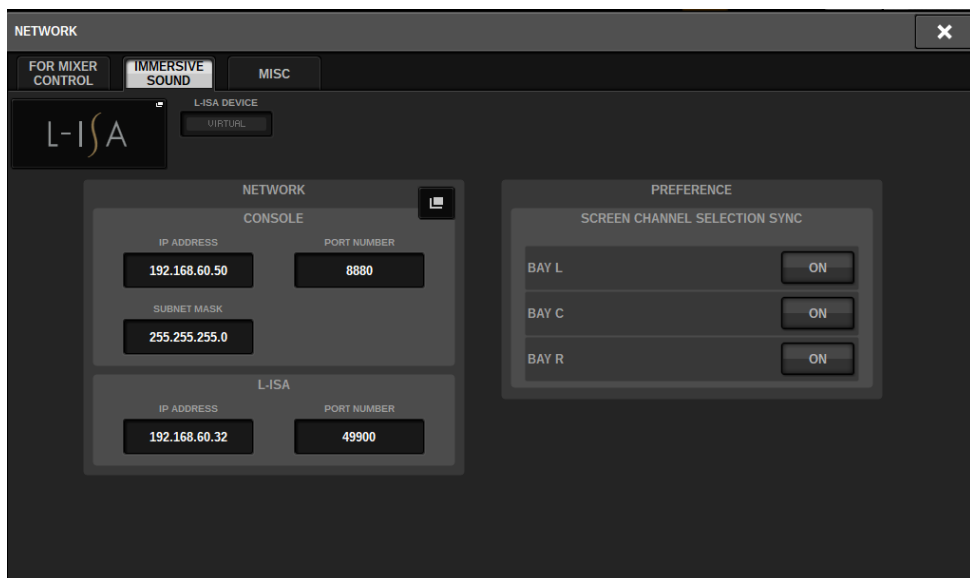 NETWORK
FOR MIXER
CONTROL
IMMERSIVE
SOUND
MISC
L-ISA
L-ISA DEVICE
VIRTUAL
NETWORK
CONSOLE
IP ADDRESS
PORT NUMBER
192.168.60.50
8880
SUBNET MASK
255.255.255.0
L-ISA
IP ADDRESS
PORT NUMBER
192.168.60.32
49900
PREFERENCE
SCREEN CHANNEL SELECTION SYNC
BAY L
ON
BAY C
ON
BAY R
ON